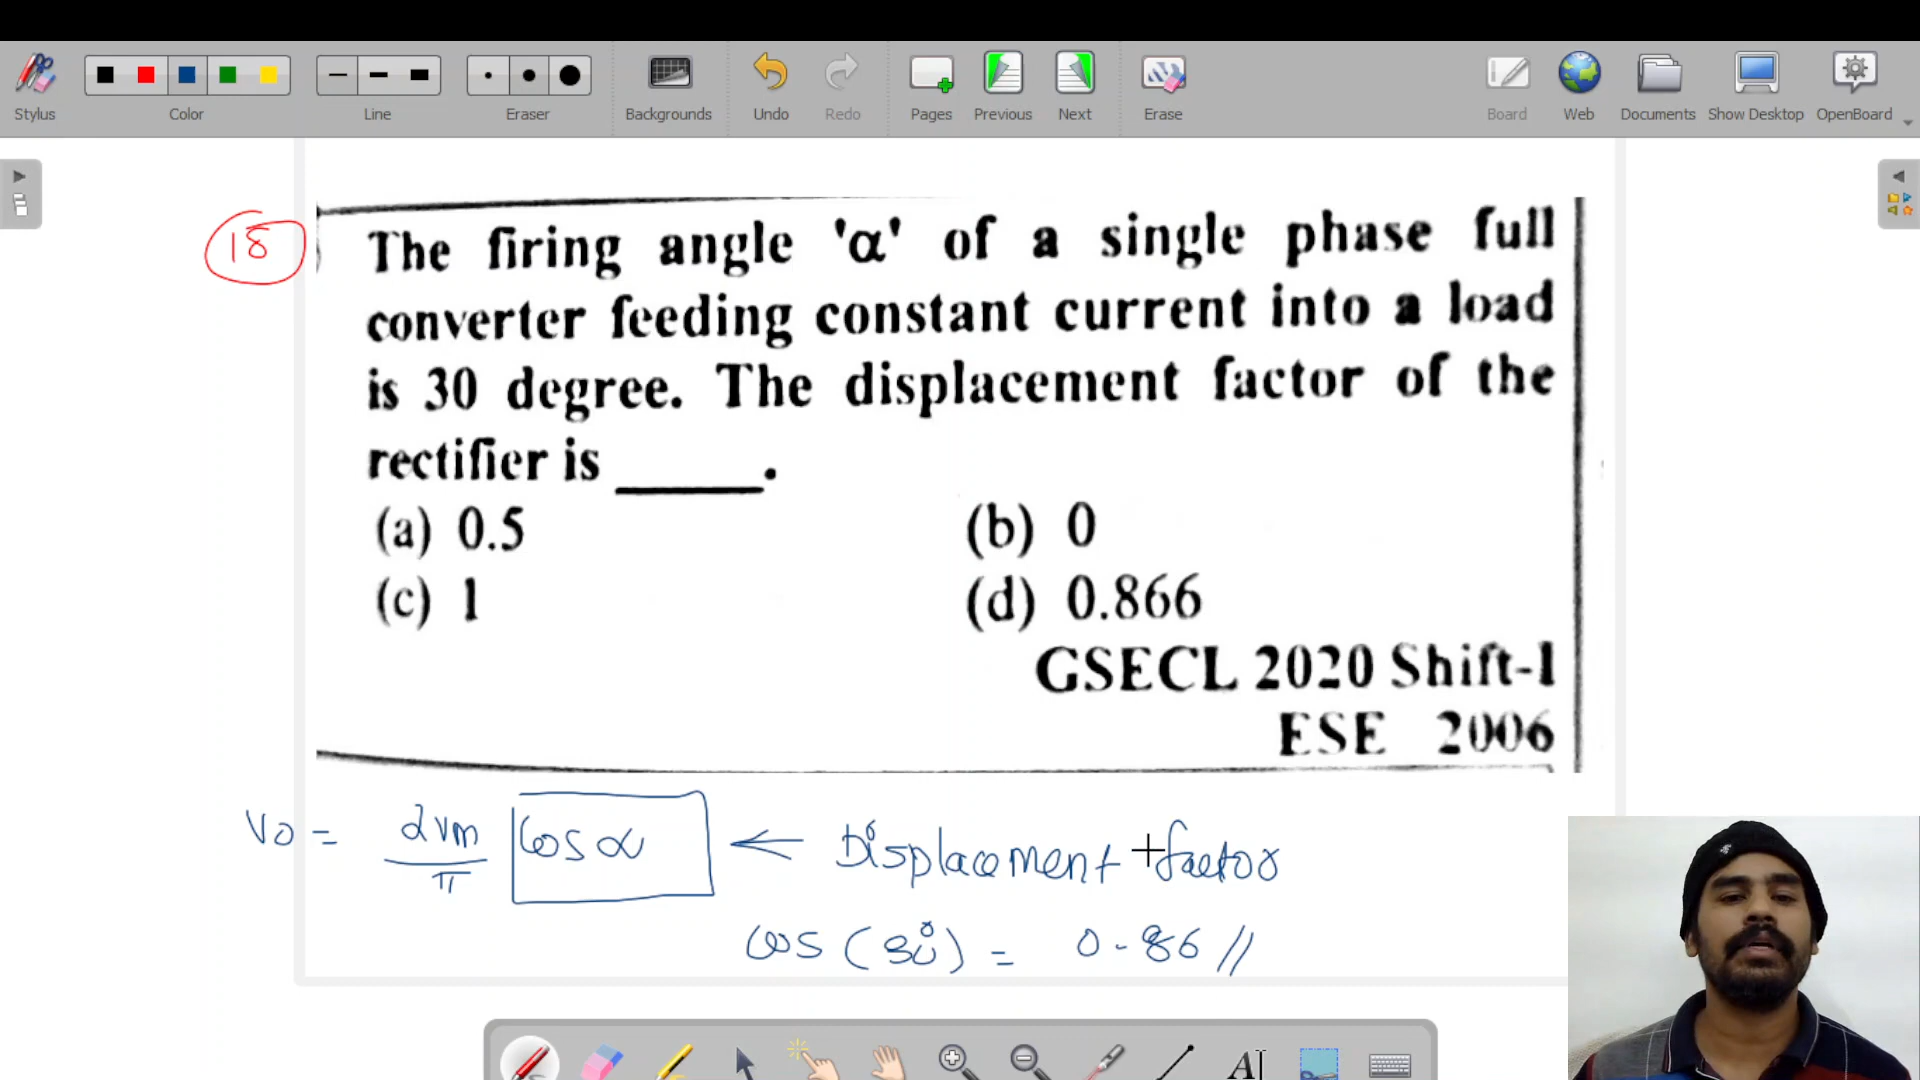 Stylus
Color
Line
Eraser
Backgrounds
Undo
Redo
Pages
Previous
Next
Erase
Board
Web
Documents
Show Desktop
OpenBoard
18
The firing angle 'α' of a single phase full
converter feeding constant current into a load
is 30 degree. The displacement factor of the
rectifier is _____.
(a) 0.5
(b) 0
(c) 1
(d) 0.866
GSECL 2020 Shift-I
ESE 2006
Vo = 2Vm/π cos α ← Displacement factor
cos (30°) = 0.86 //